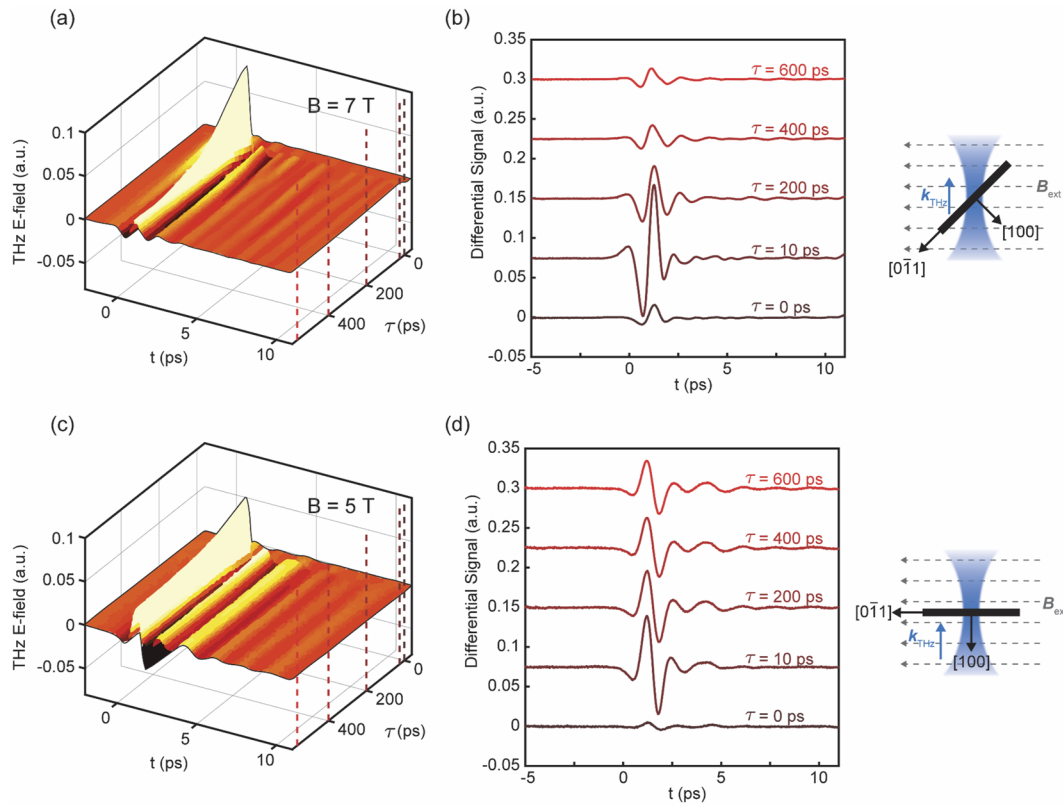 (a)
B = 7 T
THz E-field (a.u.)
0.1
0.05
0
-0.05
0
5
10
t (ps)
0
200
400
τ (ps)
(b)
Differential Signal (a.u.)
0.35
0.3
0.25
0.2
0.15
0.1
0.05
0
-0.05
τ = 600 ps
τ = 400 ps
τ = 200 ps
τ = 10 ps
τ = 0 ps
-5
0
5
10
t (ps)
B ext
k THz
[100]
[01̅1]
(c)
B = 5 T
THz E-field (a.u.)
0.1
0.05
0
-0.05
0
5
10
t (ps)
0
200
400
τ (ps)
(d)
Differential Signal (a.u.)
0.35
0.3
0.25
0.2
0.15
0.1
0.05
0
-0.05
τ = 600 ps
τ = 400 ps
τ = 200 ps
τ = 10 ps
τ = 0 ps
-5
0
5
10
t (ps)
[01̅1]
B ex
k THz
[100]